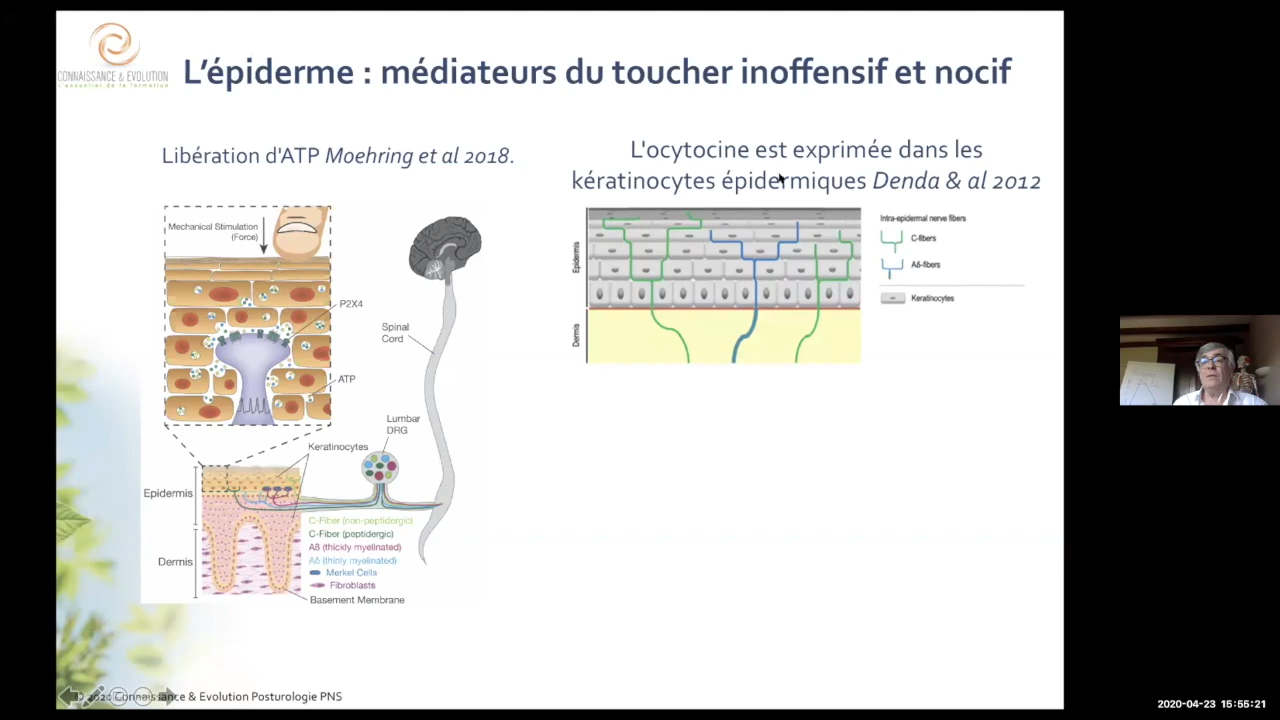 CONNAISSANCE & EVOLUTION
L'essentiel de la formation
L'épiderme : médiateurs du toucher inoffensif et nocif
Libération d'ATP Moehring et al 2018.
Mechanical Stimulation
(Force)
P2X4
ATP
Spinal
Cord
Lumbar
DRG
Keratinocytes
Epidermis
Dermis
C-Fiber (non-peptidergic)
C-Fiber (peptidergic)
Aß (thickly myelinated)
Aδ (thinly myelinated)
Merkel Cells
Fibroblasts
Basement Membrane
L'ocytocine est exprimée dans les
kératinocytes épidermiques Denda & al 2012
Epidermis
Dermis
Intra-epidermal nerve fibers
C-fibers
Aδ-fibers
Keratinocytes
© 2020 Connaissance & Evolution Posturologie PNS
2020-04-23 15:55:21